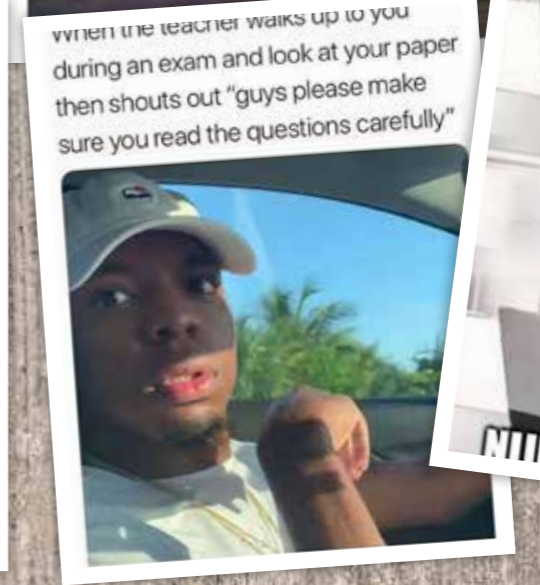 When the teacher walks up to you
during an exam and look at your paper
then shouts out “guys please make
sure you read the questions carefully”